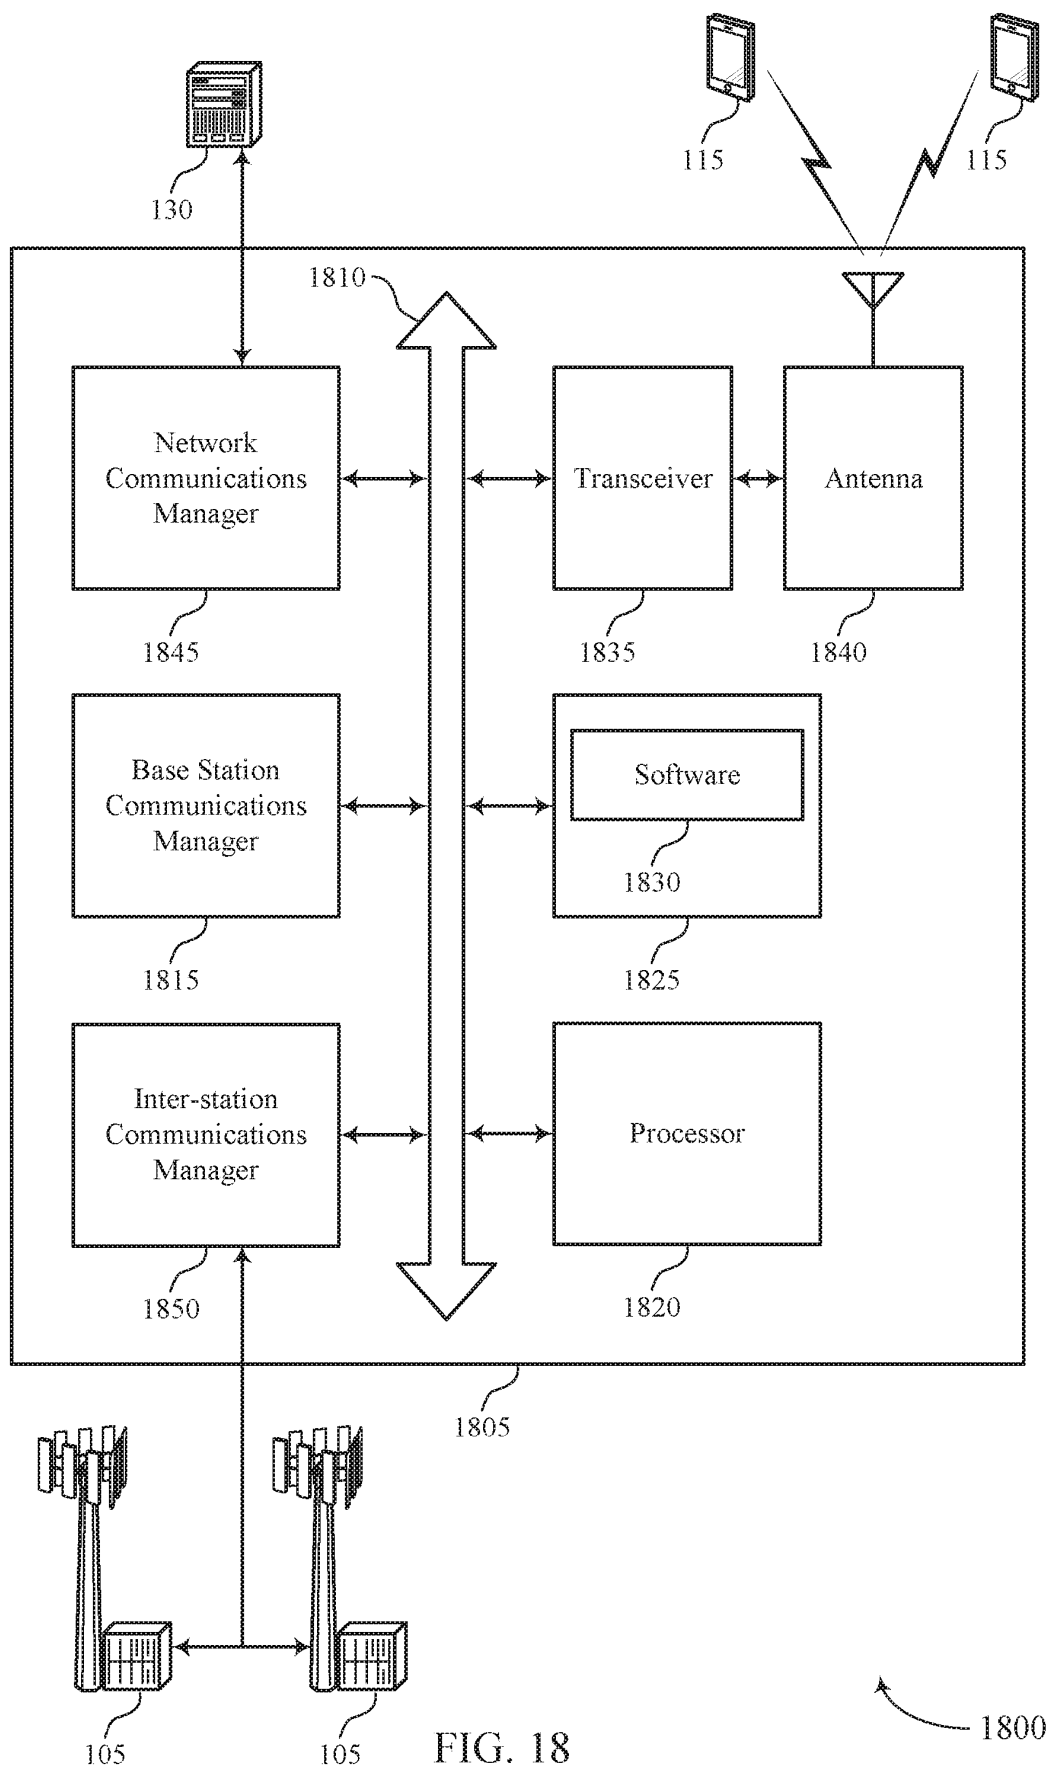 115
115
130
1810
Network
Communications
Manager
Transceiver
Antenna
1845
1835
1840
Base Station
Communications
Manager
Software
1830
1815
1825
Inter-station
Communications
Manager
Processor
1850
1820
1805
105
105
FIG. 18
1800